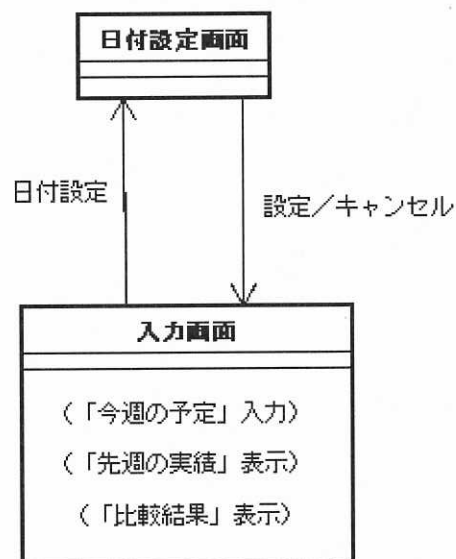 日付設定画面
日付設定
設定／キャンセル
入力画面
（「今週の予定」入力）
（「先週の実績」表示）
（「比較結果」表示）